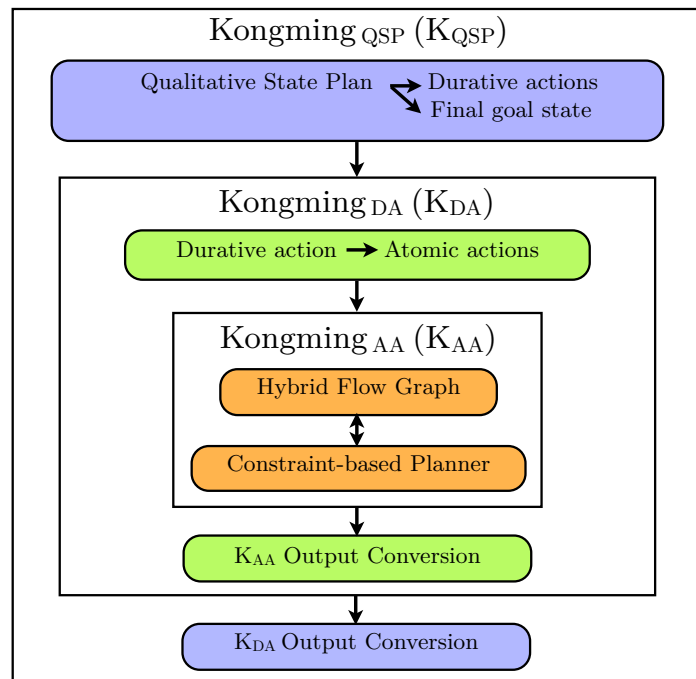 Kongming QSP (KQSP)
Qualitative State Plan Durative actions
Final goal state
Kongming DA (KDA)
Durative action Atomic actions
Kongming AA (KAA)
Hybrid Flow Graph
Constraint-based Planner
KAA Output Conversion
KDA Output Conversion